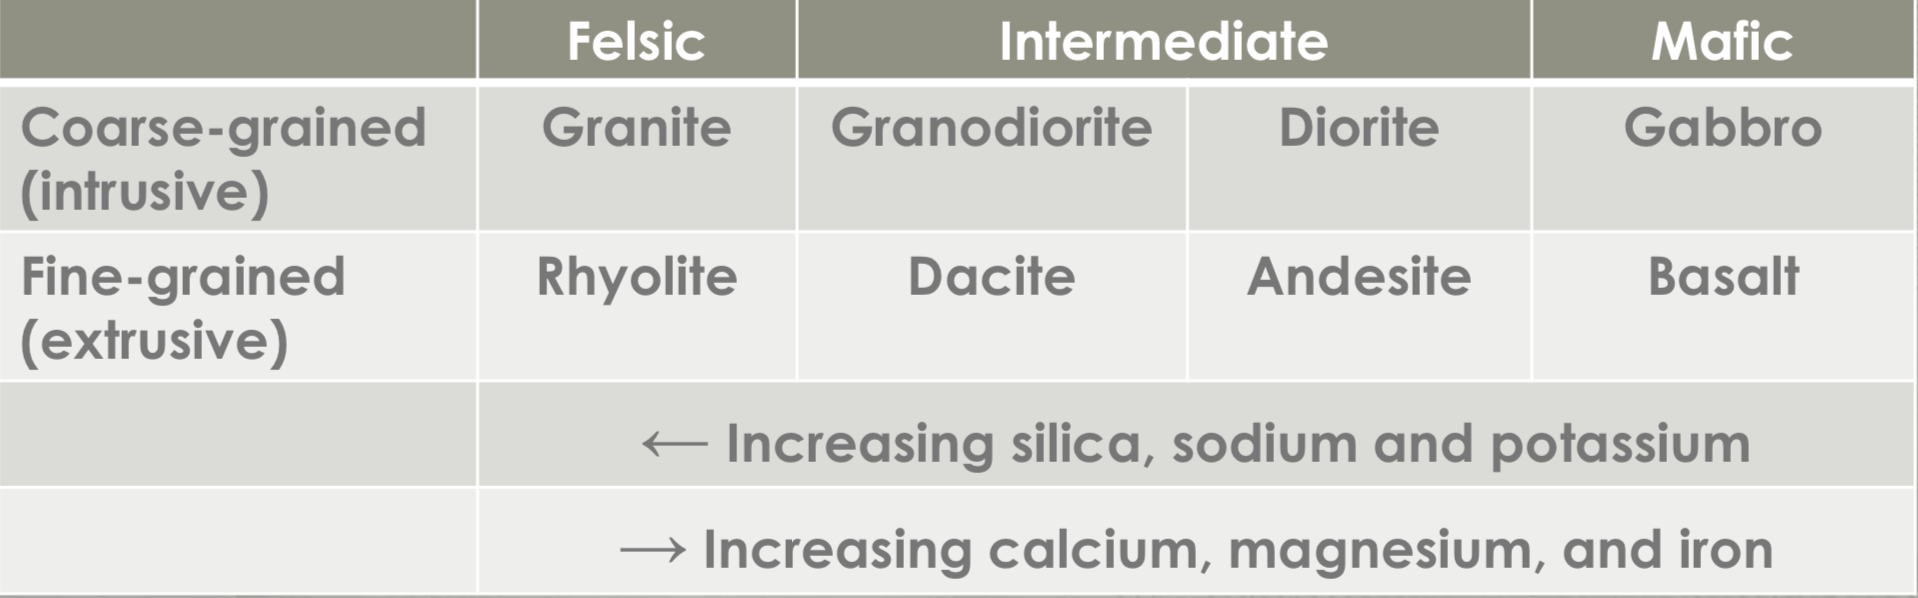 Felsic Intermediate Mafic
Coarse-grained Granite Granodiorite Diorite Gabbro
(intrusive)
Fine-grained Rhyolite Dacite Andesite Basalt
(extrusive)
← Increasing silica, sodium and potassium
→ Increasing calcium, magnesium, and iron